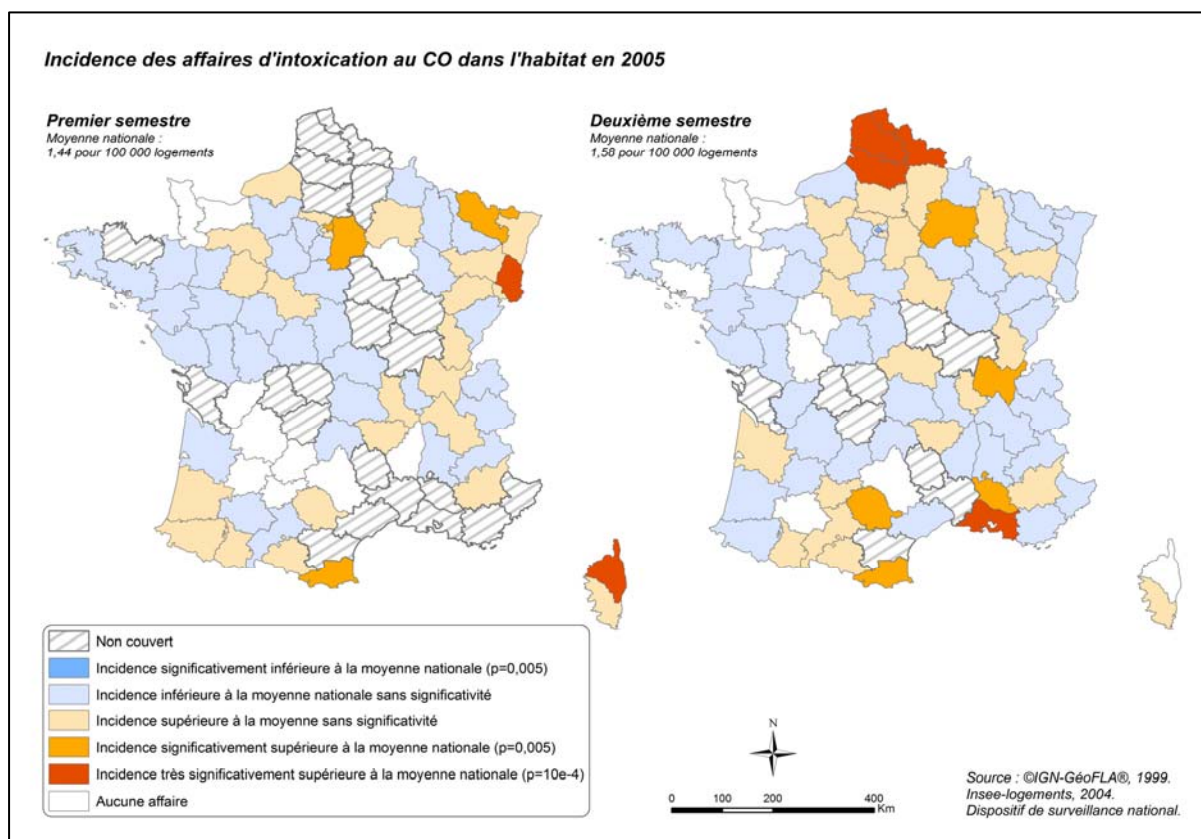 Incidence des affaires d'intoxication au CO dans l'habitat en 2005
Premier semestre
Moyenne nationale :
1,44 pour 100 000 logements
Deuxième semestre
Moyenne nationale :
1,58 pour 100 000 logements
Non couvert
Incidence significativement inférieure à la moyenne nationale (p=0,005)
Incidence inférieure à la moyenne nationale sans significativité
Incidence supérieure à la moyenne sans significativité
Incidence significativement supérieure à la moyenne nationale (p=0,005)
Incidence très significativement supérieure à la moyenne nationale (p=10e-4)
Aucune affaire
N
0 100 200 400
Km
Source : ©IGN-GéoFLA®, 1999.
Insee-logements, 2004.
Dispositif de surveillance national.